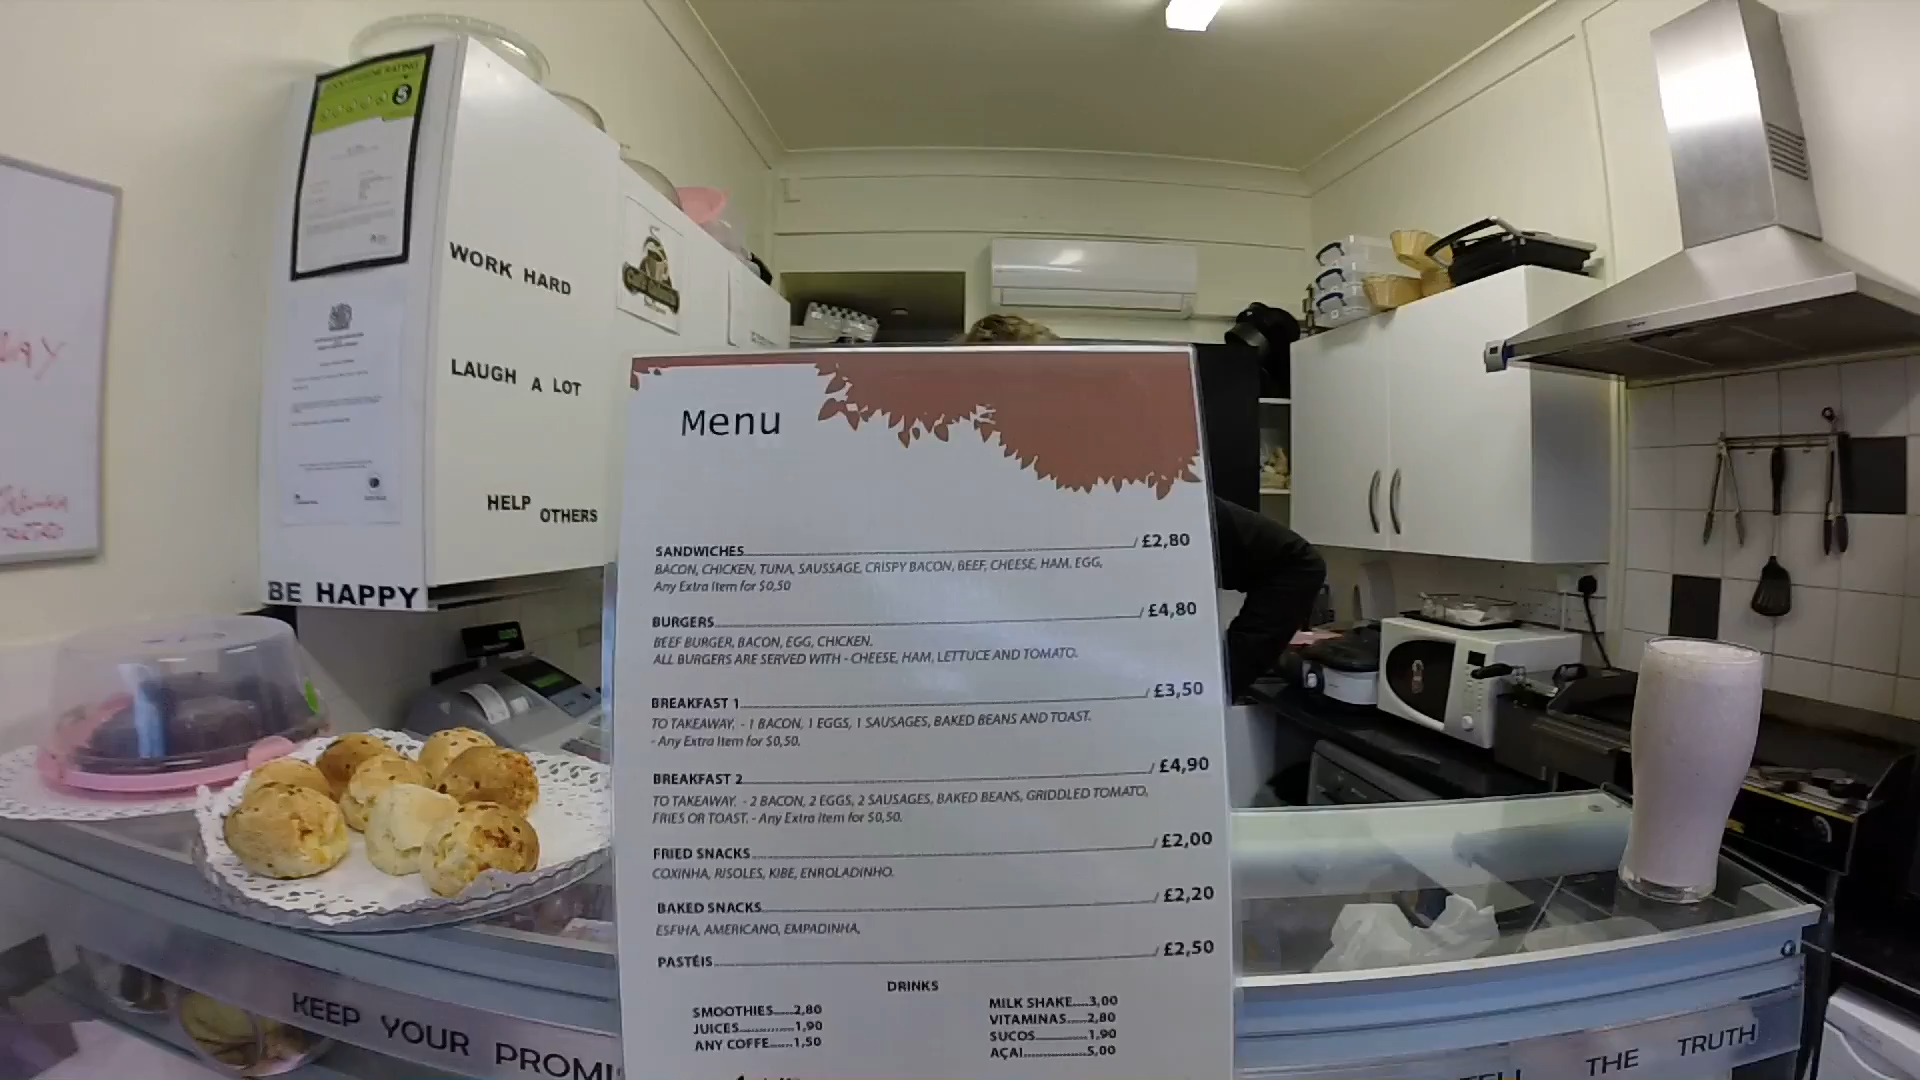 FOOD HYGIENE RATING
5
WORK HARD
LAUGH A LOT
HELP OTHERS
BE HAPPY
Menu
SANDWICHES / £2,80
BACON, CHICKEN, TUNA, SAUSSAGE, CRISPY BACON, BEEF, CHEESE, HAM, EGG,
Any Extra Item for $0,50
BURGERS / £4,80
BEEF BURGER, BACON, EGG, CHICKEN.
ALL BURGERS ARE SERVED WITH - CHEESE, HAM, LETTUCE AND TOMATO.
BREAKFAST 1 / £3,50
TO TAKEAWAY. - 1 BACON, 1 EGGS, 1 SAUSAGES, BAKED BEANS AND TOAST.
- Any Extra Item for $0,50.
BREAKFAST 2 / £4,90
TO TAKEAWAY. - 2 BACON, 2 EGGS, 2 SAUSAGES, BAKED BEANS, GRIDDLED TOMATO,
FRIES OR TOAST. - Any Extra Item for $0,50.
FRIED SNACKS / £2,00
COXINHA, RISOLES, KIBE, ENROLADINHO.
BAKED SNACKS / £2,20
ESFIHA, AMERICANO, EMPADINHA,
PASTÉIS / £2,50
DRINKS
SMOOTHIES.....2,80
JUICES.............1,90
ANY COFFE......1,50
MILK SHAKE....3,00
VITAMINAS......2,80
SUCOS.............1,90
AÇAI................5,00
KEEP YOUR PROMI
TELL THE TRUTH